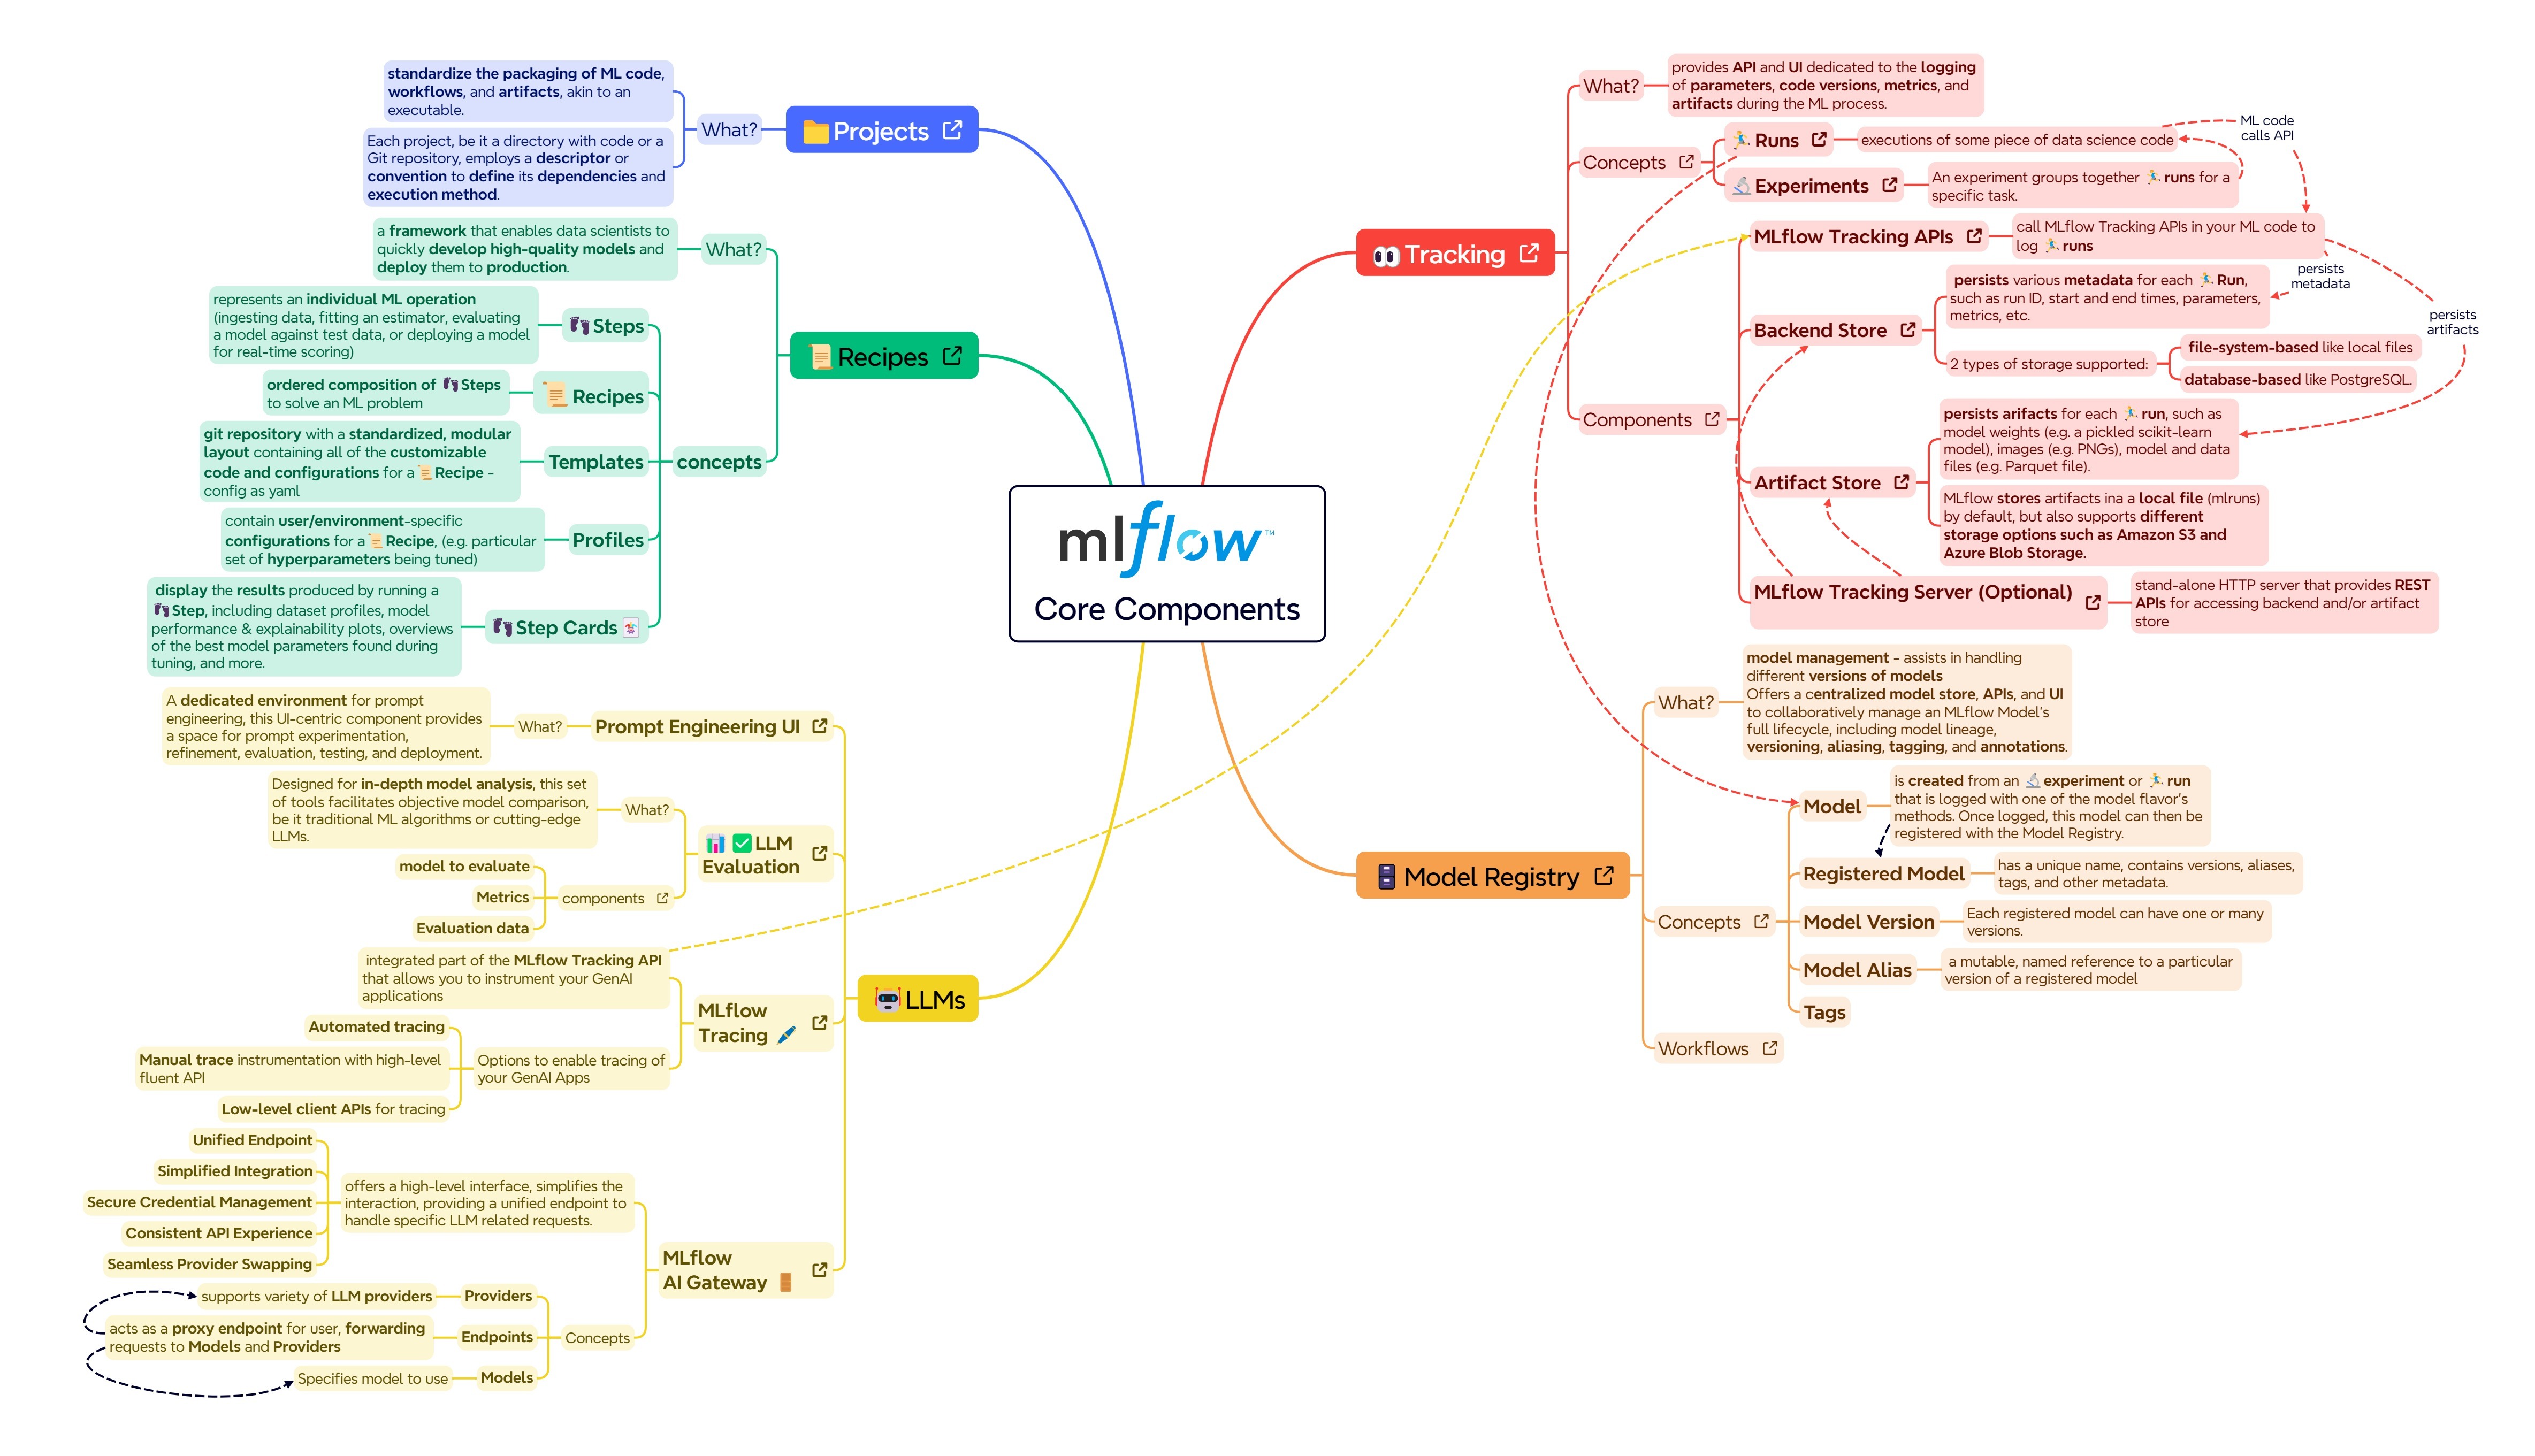 mlflow™
Core Components
Projects
What?
standardize the packaging of ML code,
workflows, and artifacts, akin to an
executable.
Each project, be it a directory with code or a
Git repository, employs a descriptor or
convention to define its dependencies and
execution method.
Recipes
What?
a framework that enables data scientists to
quickly develop high-quality models and
deploy them to production.
concepts
Steps
represents an individual ML operation
(ingesting data, fitting an estimator, evaluating
a model against test data, or deploying a model
for real-time scoring)
Recipes
ordered composition of Steps
to solve an ML problem
Templates
git repository with a standardized, modular
layout containing all of the customizable
code and configurations for a Recipe -
config as yaml
Profiles
contain user/environment-specific
configurations for a Recipe, (e.g. particular
set of hyperparameters being tuned)
Step Cards
display the results produced by running a
Step, including dataset profiles, model
performance & explainability plots, overviews
of the best model parameters found during
tuning, and more.
LLMs
Prompt Engineering UI
What?
A dedicated environment for prompt
engineering, this UI-centric component provides
a space for prompt experimentation,
refinement, evaluation, testing, and deployment.
LLM
Evaluation
What?
Designed for in-depth model analysis, this set
of tools facilitates objective model comparison,
be it traditional ML algorithms or cutting-edge
LLMs.
components
model to evaluate
Metrics
Evaluation data
MLflow
Tracing
integrated part of the MLflow Tracking API
that allows you to instrument your GenAI
applications
Options to enable tracing of
your GenAI Apps
Automated tracing
Manual trace instrumentation with high-level
fluent API
Low-level client APIs for tracing
MLflow
AI Gateway
offers a high-level interface, simplifies the
interaction, providing a unified endpoint to
handle specific LLM related requests.
Unified Endpoint
Simplified Integration
Secure Credential Management
Consistent API Experience
Seamless Provider Swapping
Concepts
Providers
supports variety of LLM providers
Endpoints
acts as a proxy endpoint for user, forwarding
requests to Models and Providers
Models
Specifies model to use
Tracking
What?
provides API and UI dedicated to the logging
of parameters, code versions, metrics, and
artifacts during the ML process.
Concepts
Runs
executions of some piece of data science code
ML code
calls API
Experiments
An experiment groups together runs for a
specific task.
Components
MLflow Tracking APIs
call MLflow Tracking APIs in your ML code to
log runs
persists
metadata
persists
artifacts
Backend Store
persists various metadata for each Run,
such as run ID, start and end times, parameters,
metrics, etc.
2 types of storage supported:
file-system-based like local files
database-based like PostgreSQL.
Artifact Store
persists arifacts for each run, such as
model weights (e.g. a pickled scikit-learn
model), images (e.g. PNGs), model and data
files (e.g. Parquet file).
MLflow stores artifacts ina a local file (mlruns)
by default, but also supports different
storage options such as Amazon S3 and
Azure Blob Storage.
MLflow Tracking Server (Optional)
stand-alone HTTP server that provides REST
APIs for accessing backend and/or artifact
store
Model Registry
What?
model management - assists in handling
different versions of models
Offers a centralized model store, APIs, and UI
to collaboratively manage an MLflow Model's
full lifecycle, including model lineage,
versioning, aliasing, tagging, and annotations.
Concepts
Model
is created from an experiment or run
that is logged with one of the model flavor's
methods. Once logged, this model can then be
registered with the Model Registry.
Registered Model
has a unique name, contains versions, aliases,
tags, and other metadata.
Model Version
Each registered model can have one or many
versions.
Model Alias
a mutable, named reference to a particular
version of a registered model
Tags
Workflows